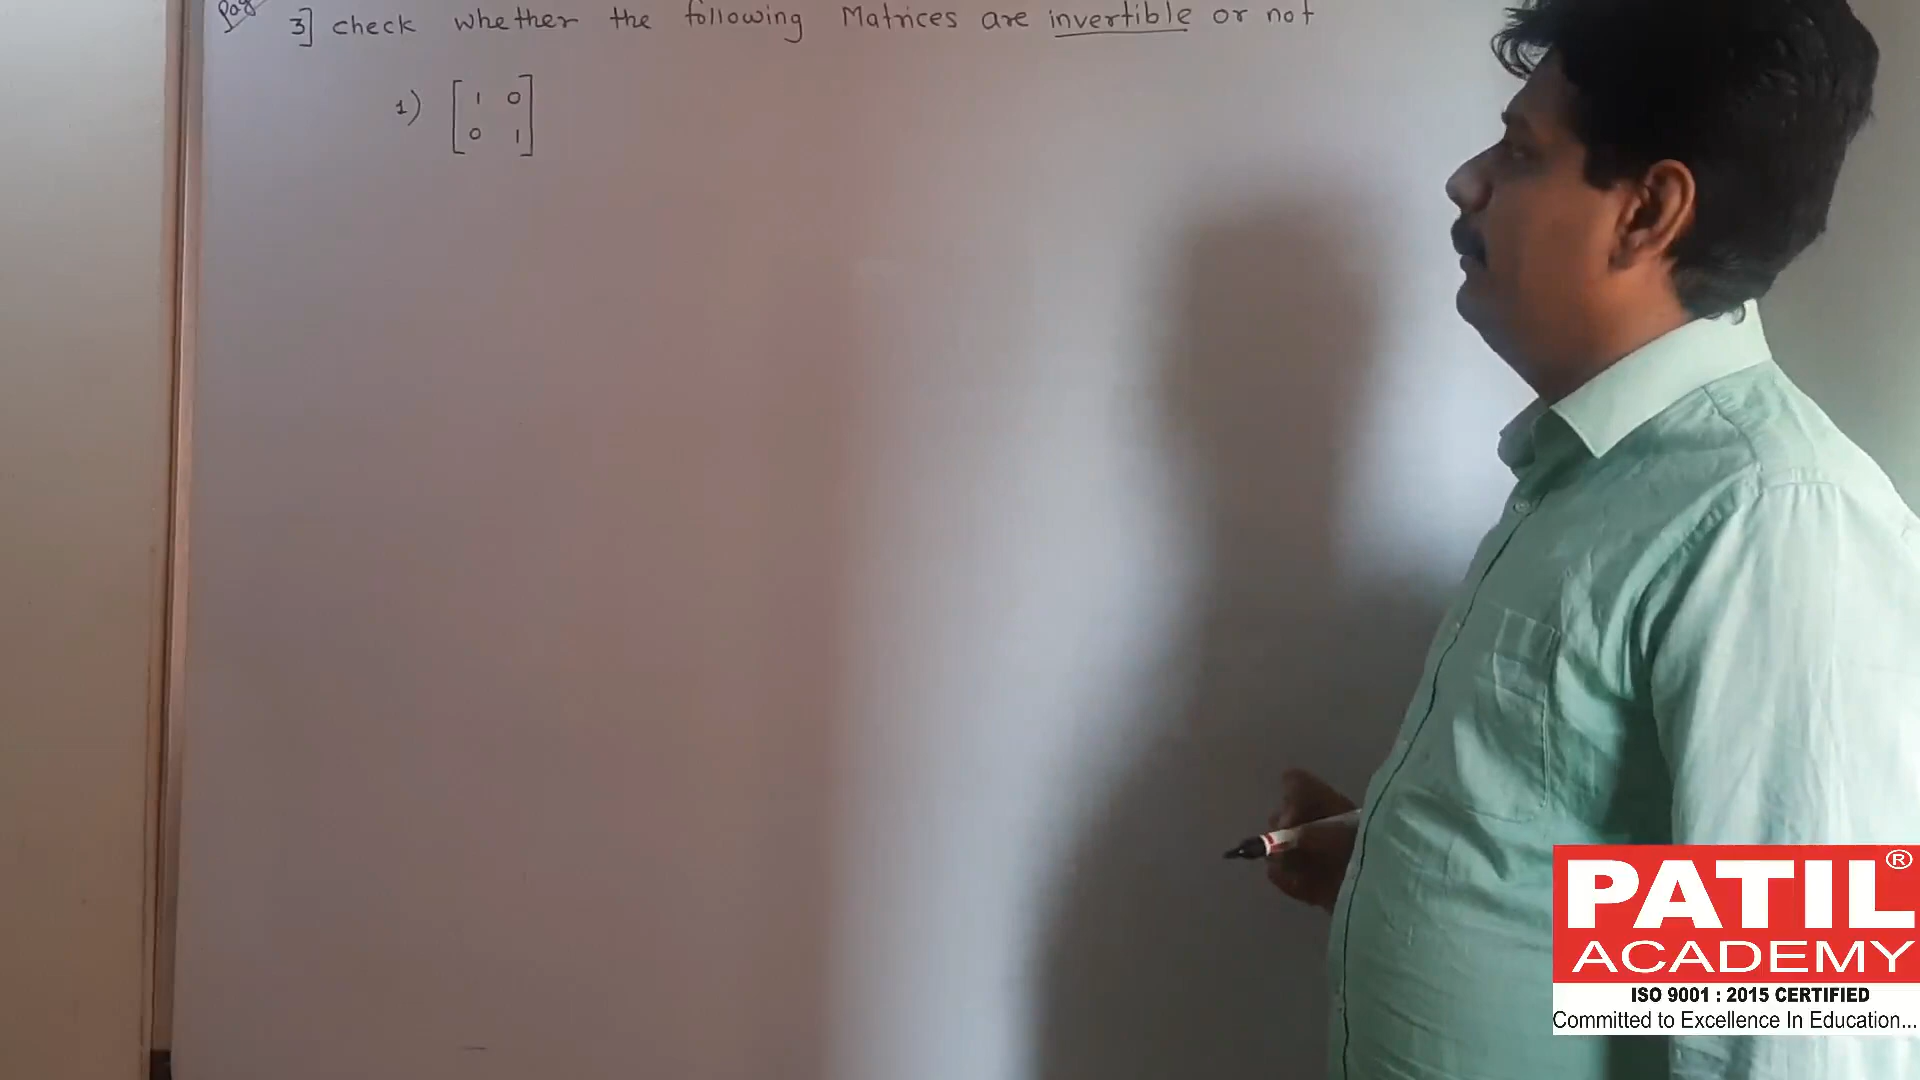 3] check whether the following Matrices are invertible or not
1) [ 1 0
0 1 ]
PATIL®
ACADEMY
ISO 9001 : 2015 CERTIFIED
Committed to Excellence In Education...